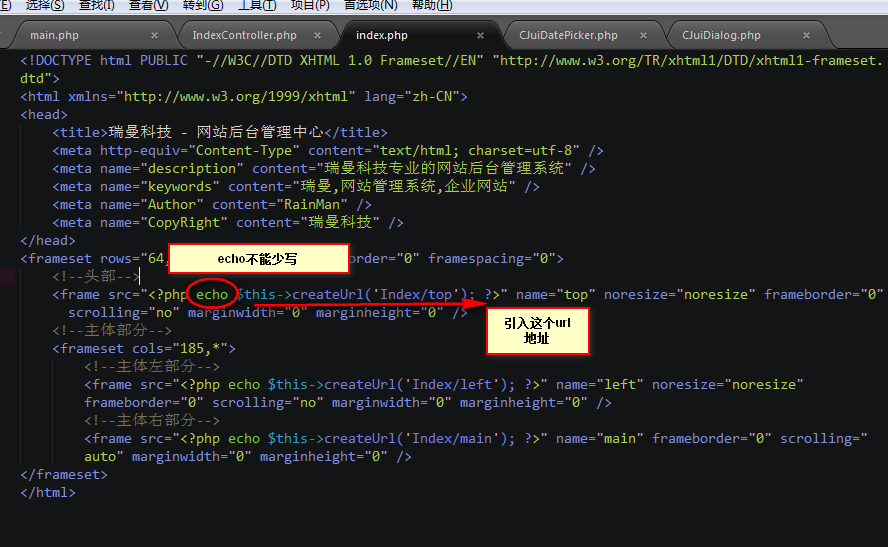 E) 选择(S) 查找(I) 查看(V) 转到(G) 工具(T) 项目(P) 首选项(N) 帮助(H)
main.php × IndexController.php × index.php × CJuiDatePicker.php × CJuiDialog.php ×
<!DOCTYPE html PUBLIC "-//W3C//DTD XHTML 1.0 Frameset//EN" "http://www.w3.org/TR/xhtml1/DTD/xhtml1-frameset.
dtd">
<html xmlns="http://www.w3.org/1999/xhtml" lang="zh-CN">
<head>
<title>瑞曼科技 - 网站后台管理中心</title>
<meta http-equiv="Content-Type" content="text/html; charset=utf-8" />
<meta name="description" content="瑞曼科技专业的网站后台管理系统" />
<meta name="keywords" content="瑞曼,网站管理系统,企业网站" />
<meta name="Author" content="RainMan" />
<meta name="CopyRight" content="瑞曼科技" />
</head>
<frameset rows="64, order="0" framespacing="0">
echo不能少写
<!--头部-->
<frame src="<?php echo $this->createUrl('Index/top'); ?>" name="top" noresize="noresize" frameborder="0"
scrolling="no" marginwidth="0" marginheight="0" />
引入这个url
地址
<!--主体部分-->
<frameset cols="185,*">
<!--主体左部分-->
<frame src="<?php echo $this->createUrl('Index/left'); ?>" name="left" noresize="noresize"
frameborder="0" scrolling="no" marginwidth="0" marginheight="0" />
<!--主体右部分-->
<frame src="<?php echo $this->createUrl('Index/main'); ?>" name="main" frameborder="0" scrolling="
auto" marginwidth="0" marginheight="0" />
</frameset>
</html>